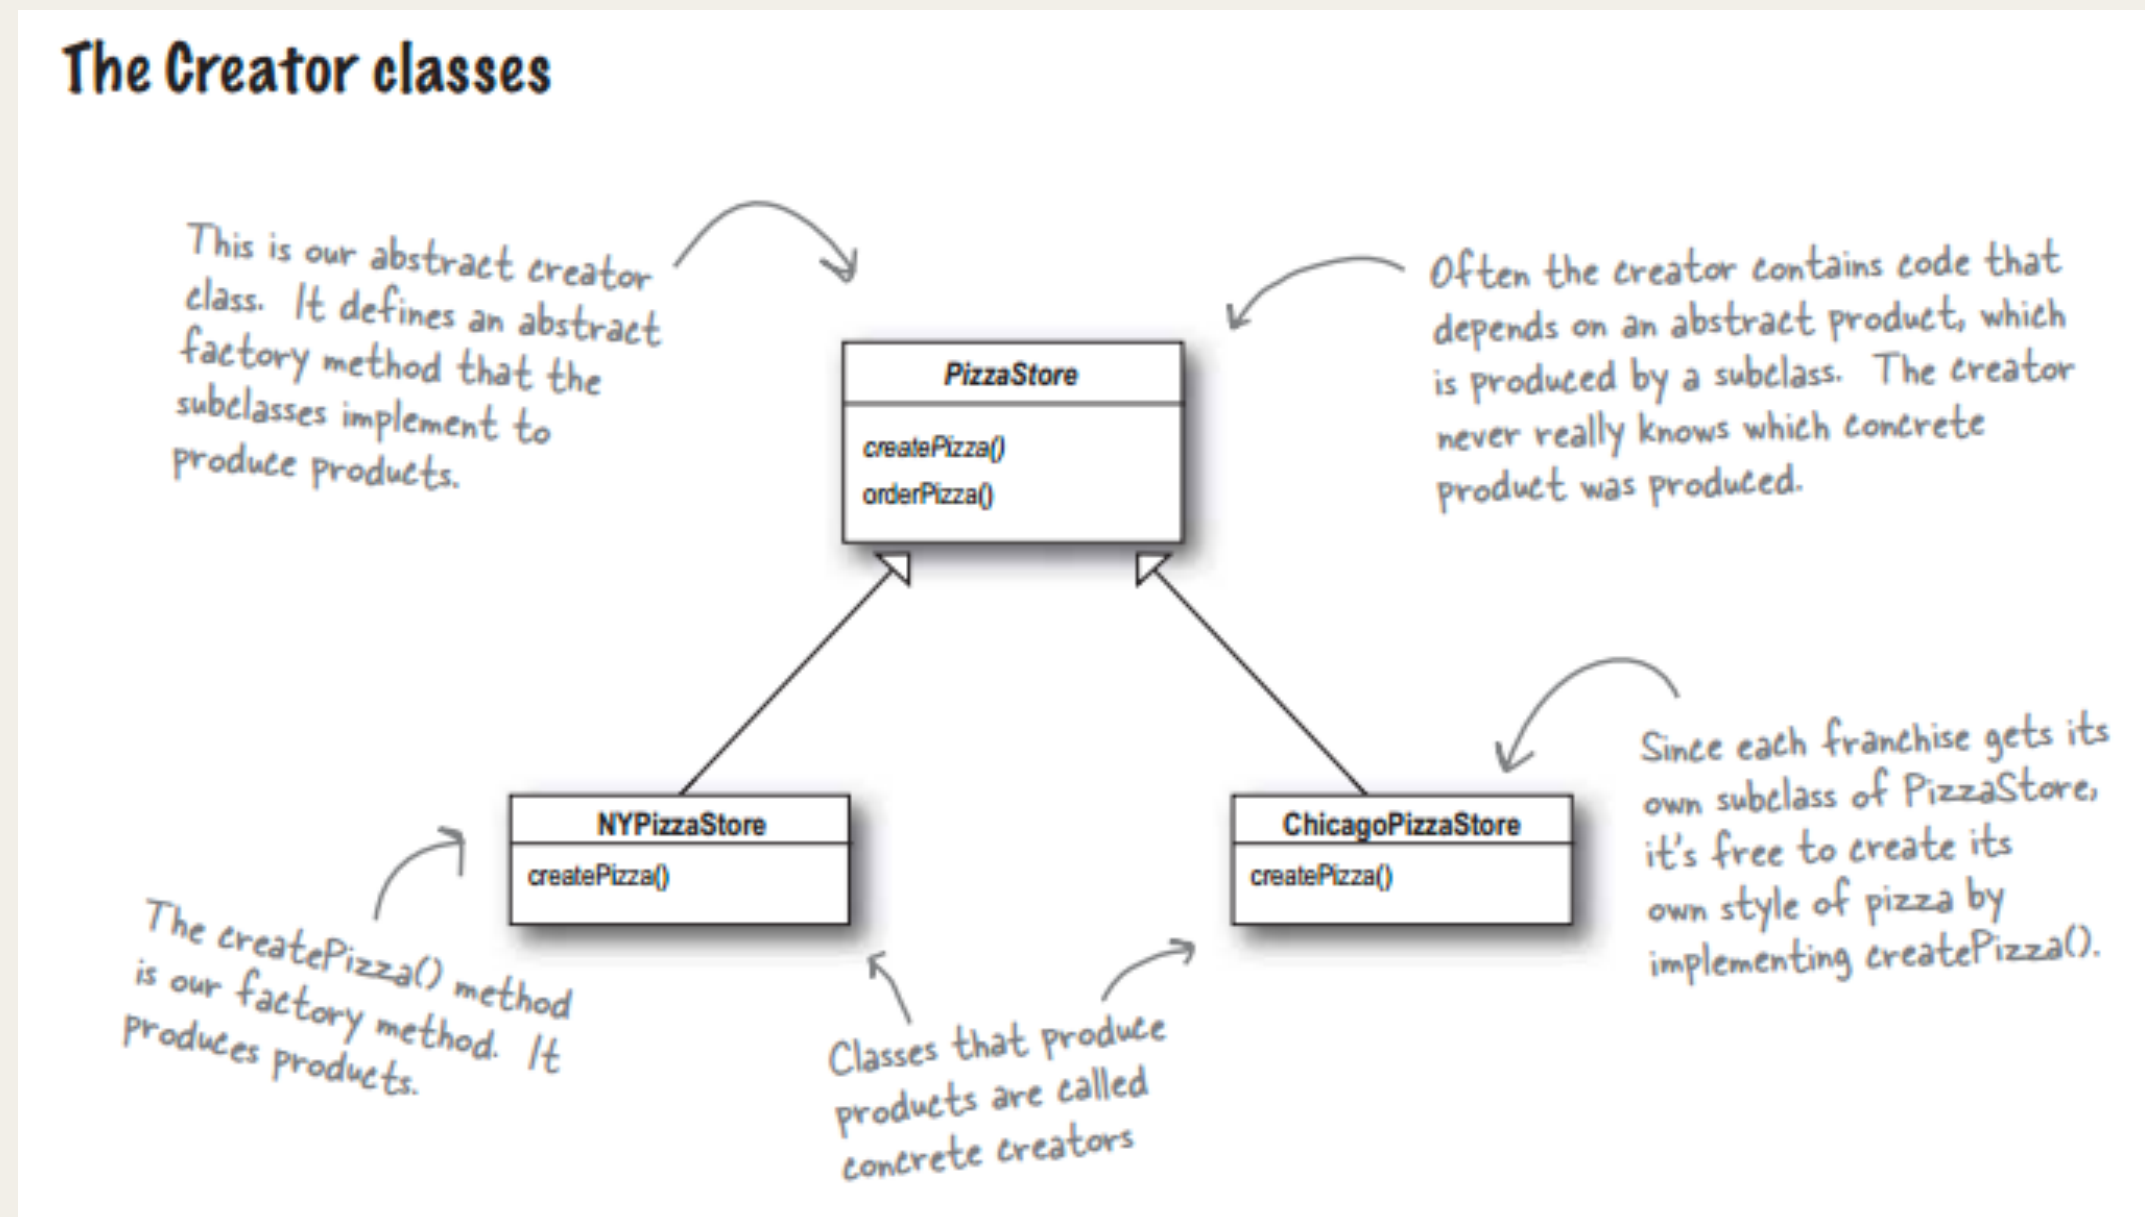 The Creator classes
This is our abstract creator
class. It defines an abstract
factory method that the
subclasses implement to
produce products.
Often the creator contains code that
depends on an abstract product, which
is produced by a subclass. The creator
never really knows which concrete
product was produced.
PizzaStore
createPizza()
orderPizza()
NYPizzaStore
createPizza()
ChicagoPizzaStore
createPizza()
Since each franchise gets its
own subclass of PizzaStore,
it's free to create its
own style of pizza by
implementing createPizza().
The createPizza() method
is our factory method. It
produces products.
Classes that produce
products are called
concrete creators